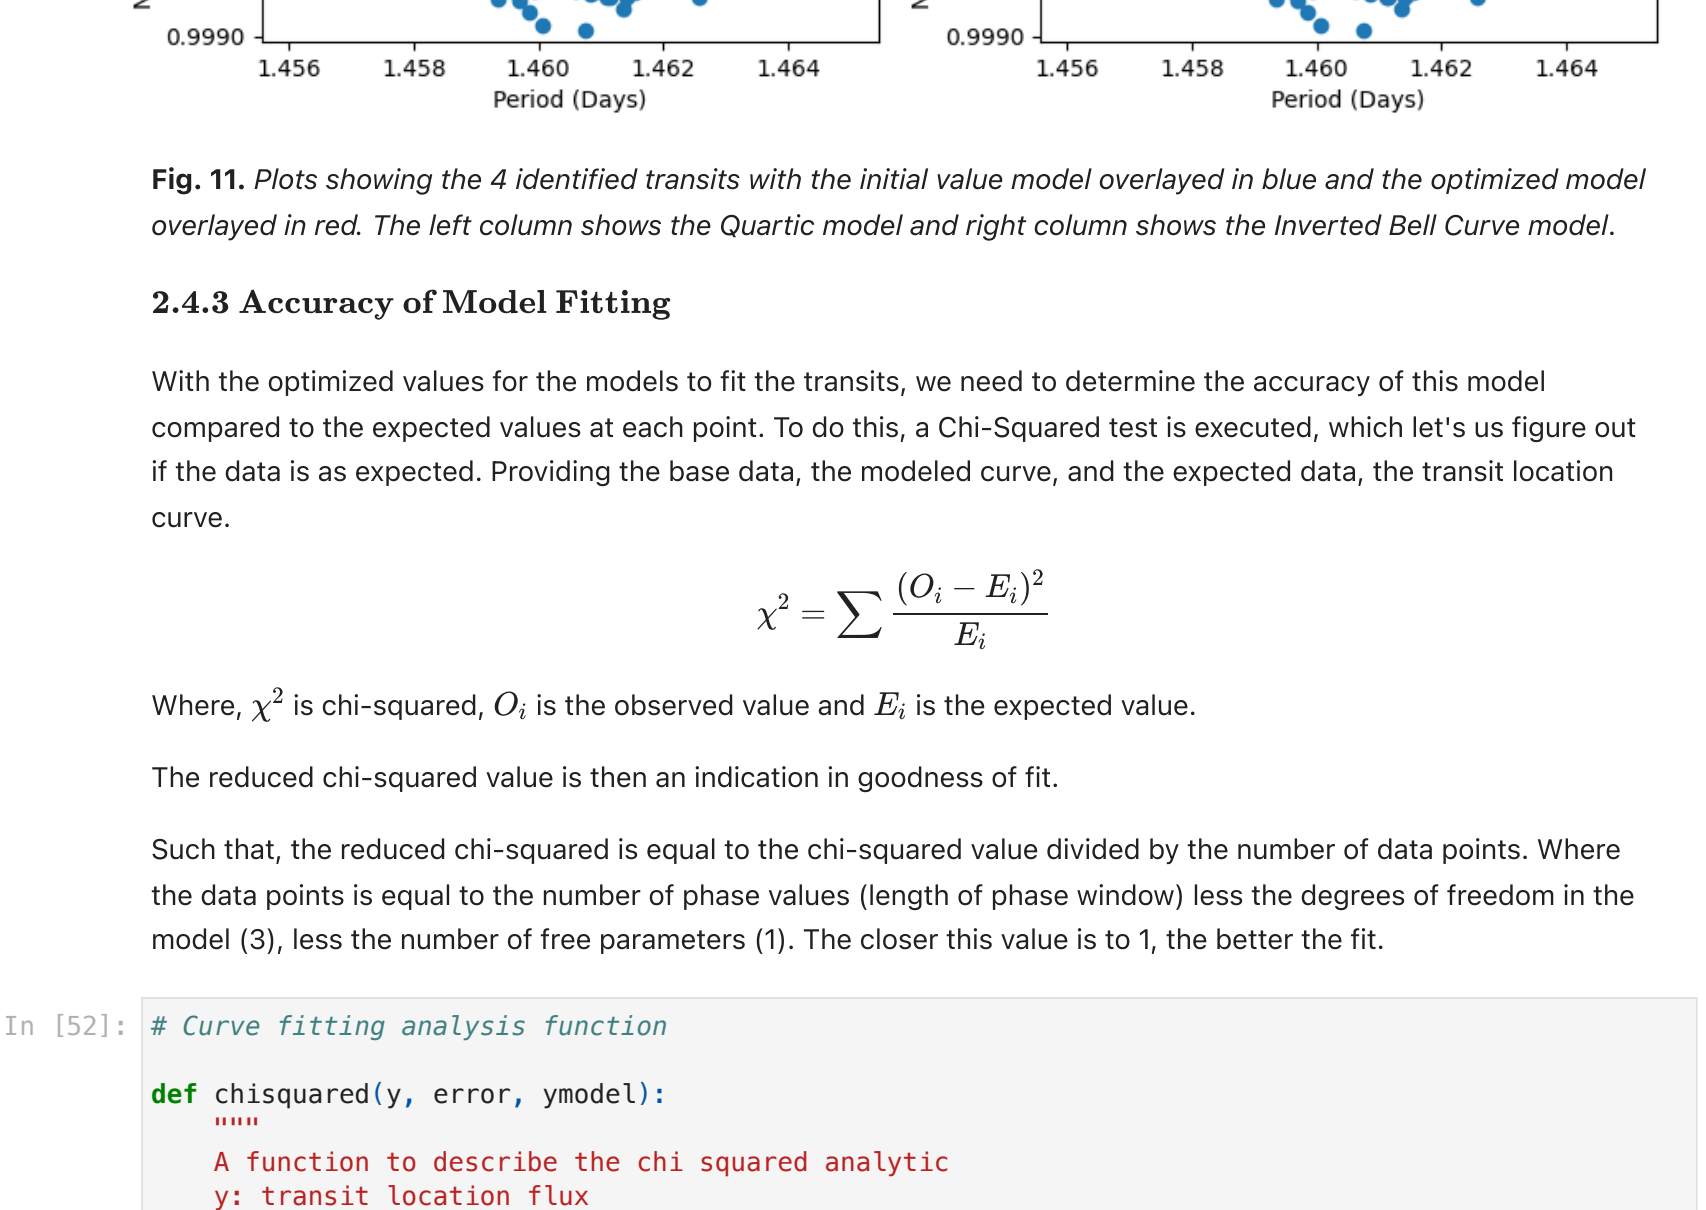 0.9990 0.9990
1.456 1.458 1.460 1.462 1.464 1.456 1.458 1.460 1.462 1.464
Period (Days) Period (Days)
Fig. 11. Plots showing the 4 identified transits with the initial value model overlayed in blue and the optimized model
overlayed in red. The left column shows the Quartic model and right column shows the Inverted Bell Curve model.
2.4.3 Accuracy of Model Fitting
With the optimized values for the models to fit the transits, we need to determine the accuracy of this model
compared to the expected values at each point. To do this, a Chi-Squared test is executed, which let's us figure out
if the data is as expected. Providing the base data, the modeled curve, and the expected data, the transit location
curve.
χ² = ∑ (Oᵢ − Eᵢ)² / Eᵢ
Where, χ² is chi-squared, Oᵢ is the observed value and Eᵢ is the expected value.
The reduced chi-squared value is then an indication in goodness of fit.
Such that, the reduced chi-squared is equal to the chi-squared value divided by the number of data points. Where
the data points is equal to the number of phase values (length of phase window) less the degrees of freedom in the
model (3), less the number of free parameters (1). The closer this value is to 1, the better the fit.
In [52]: # Curve fitting analysis function
def chisquared(y, error, ymodel):
"""
A function to describe the chi squared analytic
y: transit location flux